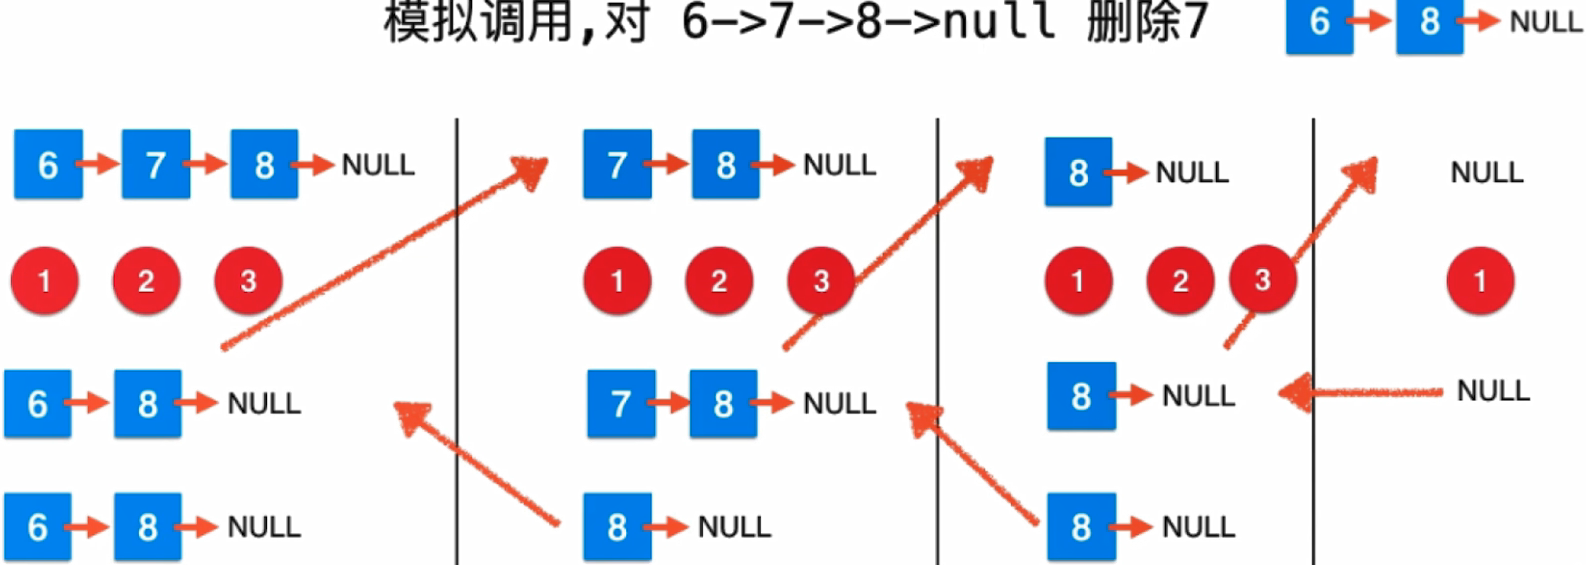 模拟调用,对 6->7->8->null 删除7 6 8 NULL
6 7 8 NULL 7 8 NULL 8 NULL NULL
1 2 3 1 2 3 1 2 3 1
6 8 NULL 7 8 NULL 8 NULL NULL
6 8 NULL 8 NULL 8 NULL